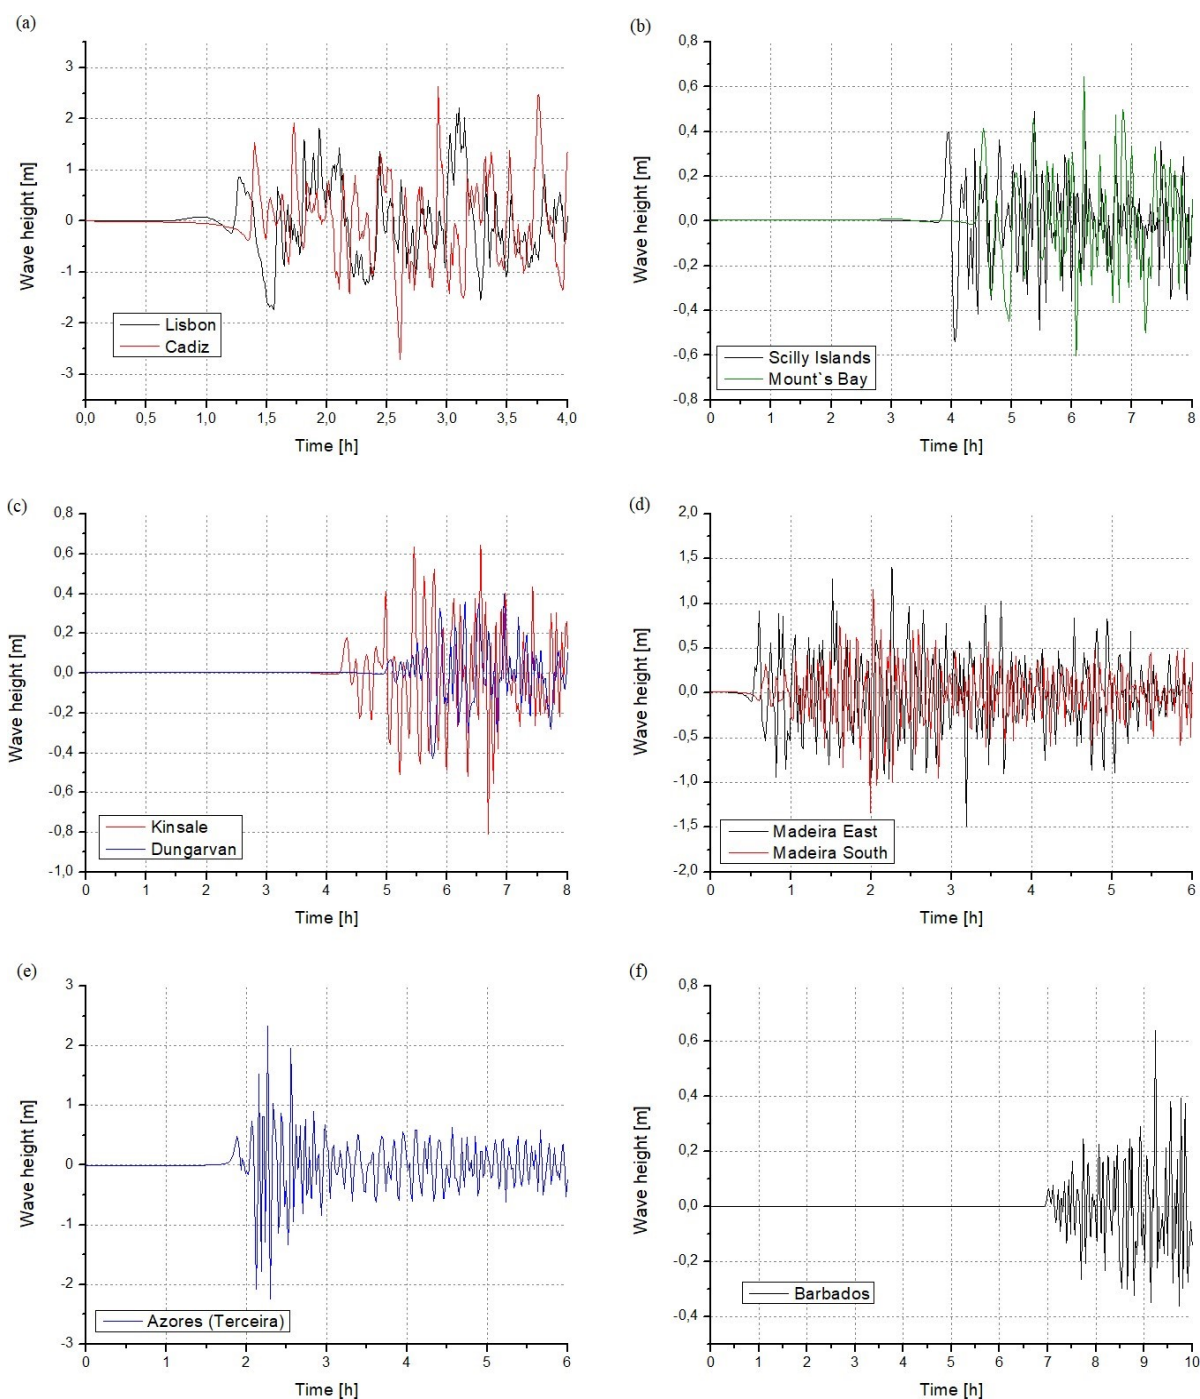 (a)
Wave height [m]
3
2
1
0
-1
-2
-3
Lisbon
Cadiz
0,0 0,5 1,0 1,5 2,0 2,5 3,0 3,5 4,0
Time [h]
(b)
Wave height [m]
0,8
0,6
0,4
0,2
0,0
-0,2
-0,4
-0,6
-0,8
Scilly Islands
Mount`s Bay
0 1 2 3 4 5 6 7 8
Time [h]
(c)
Wave height [m]
0,8
0,6
0,4
0,2
0,0
-0,2
-0,4
-0,6
-0,8
-1,0
Kinsale
Dungarvan
0 1 2 3 4 5 6 7 8
Time [h]
(d)
Wave height [m]
2,0
1,5
1,0
0,5
0,0
-0,5
-1,0
-1,5
-2,0
Madeira East
Madeira South
0 1 2 3 4 5 6
Time [h]
(e)
Wave height [m]
3
2
1
0
-1
-2
-3
Azores (Terceira)
0 1 2 3 4 5 6
Time [h]
(f)
Wave height [m]
0,8
0,6
0,4
0,2
0,0
-0,2
-0,4
Barbados
0 1 2 3 4 5 6 7 8 9 10
Time [h]